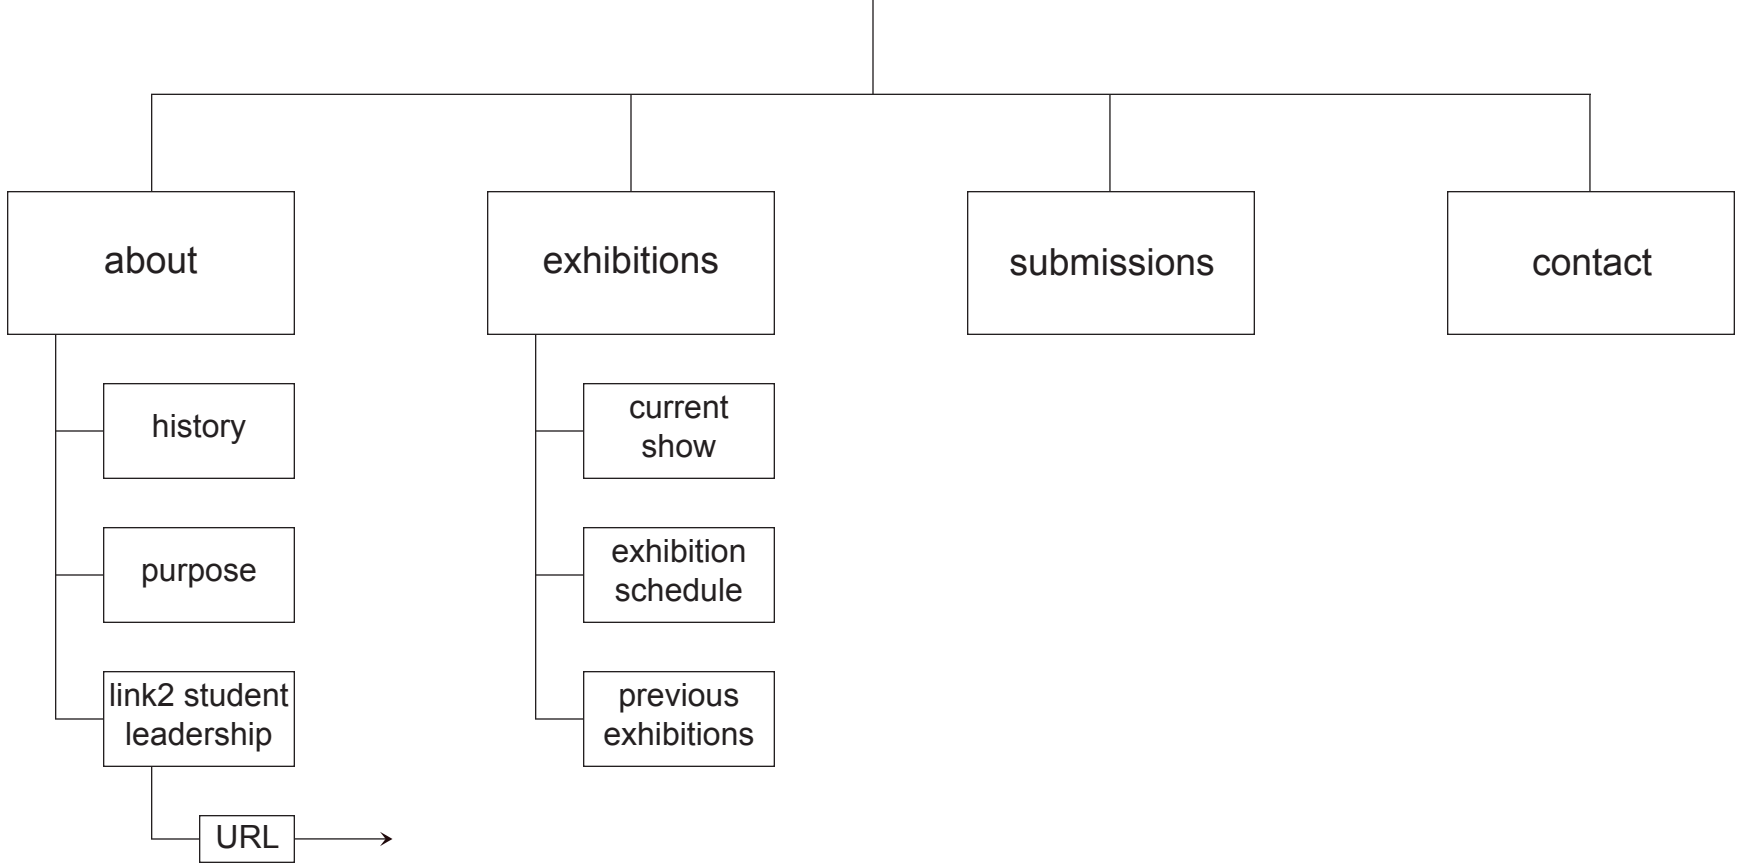 about
exhibitions
submissions
contact
history
purpose
link2 student
leadership
URL
current
show
exhibition
schedule
previous
exhibitions